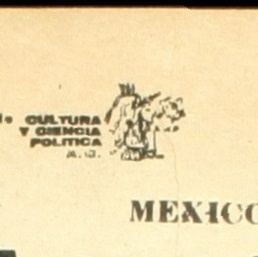 CULTURA
Y CIENCIA
POLITICA
A. C.
MEXICO